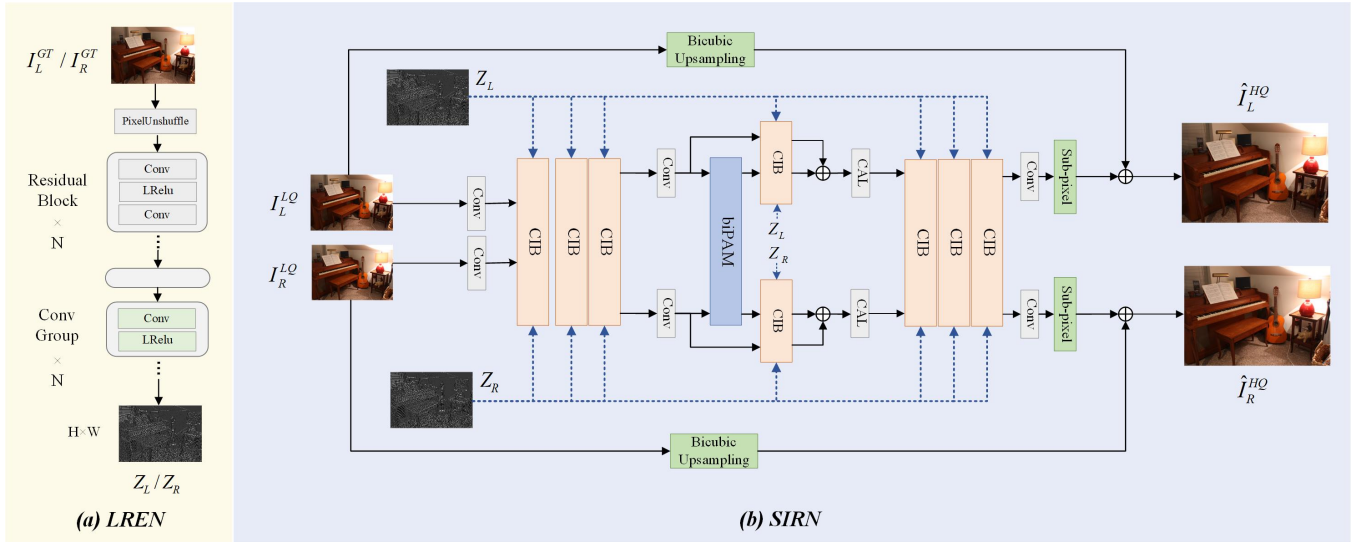 I_L^{GT} / I_R^{GT}
PixelUnshuffle
Conv
LRelu
Conv
Residual
Block
×
N
Conv
LRelu
Conv
Group
×
N
H×W
Z_L / Z_R
(a) LREN
Bicubic
Upsampling
Z_L
I_L^{LQ}
I_R^{LQ}
Conv
Conv
CIB
CIB
CIB
Conv
Conv
biPAM
CIB
Z_L
Z_R
CIB
CAL
CAL
CIB
CIB
CIB
Conv
Sub-pixel
Conv
Sub-pixel
Î_L^{HQ}
Î_R^{HQ}
Z_R
Bicubic
Upsampling
(b) SIRN